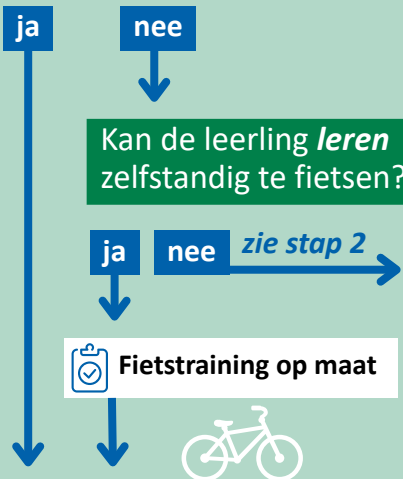 ja nee
Kan de leerling leren
zelfstandig te fietsen?
ja nee zie stap 2
Fietstraining op maat